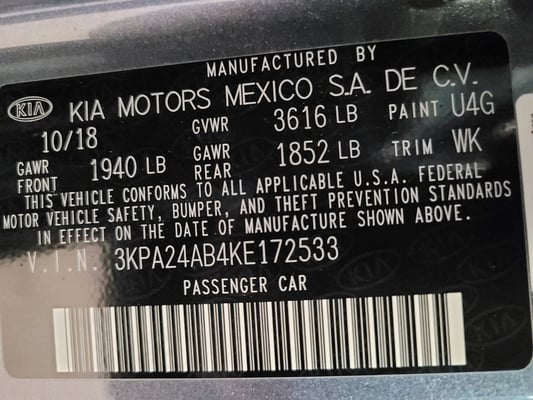 MANUFACTURED BY
KIA KIA MOTORS MEXICO S.A. DE C.V.
10/18 GVWR 3616 LB PAINT U4G
GAWR FRONT 1940 LB GAWR REAR 1852 LB TRIM WK
THIS VEHICLE CONFORMS TO ALL APPLICABLE U.S.A. FEDERAL
MOTOR VEHICLE SAFETY, BUMPER, AND THEFT PREVENTION STANDARDS
IN EFFECT ON THE DATE OF MANUFACTURE SHOWN ABOVE.
V.I.N. 3KPA24AB4KE172533
PASSENGER CAR